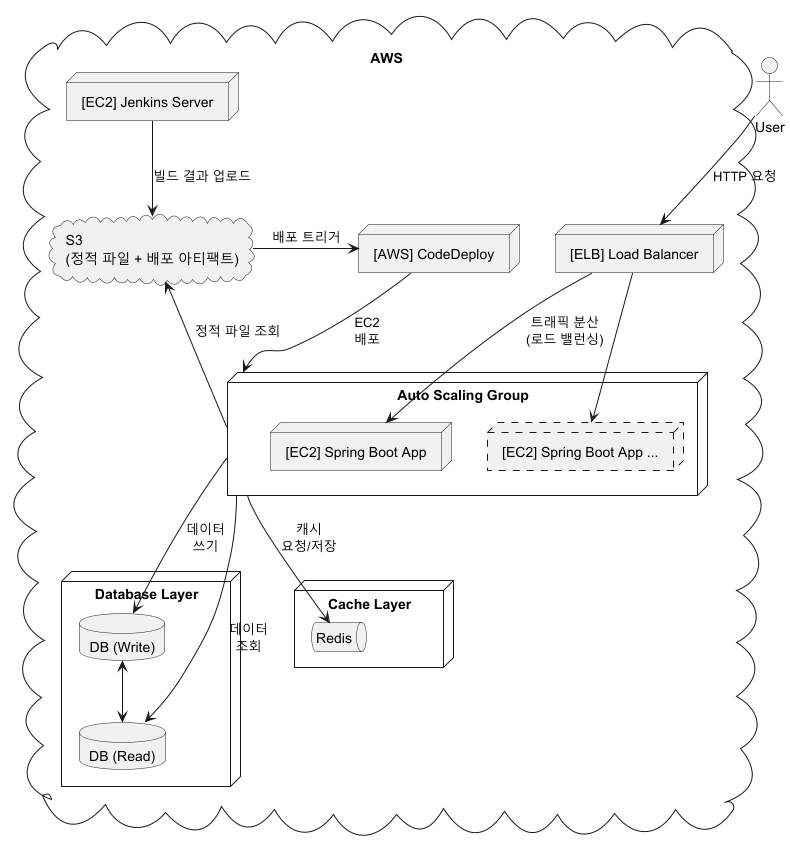 AWS
[EC2] Jenkins Server
User
빌드 결과 업로드
HTTP 요청
S3
(정적 파일 + 배포 아티팩트)
배포 트리거
[AWS] CodeDeploy
[ELB] Load Balancer
정적 파일 조회
EC2
배포
트래픽 분산
(로드 밸런싱)
Auto Scaling Group
[EC2] Spring Boot App
[EC2] Spring Boot App ...
데이터
쓰기
캐시
요청/저장
Database Layer
DB (Write)
데이터
조회
DB (Read)
Cache Layer
Redis